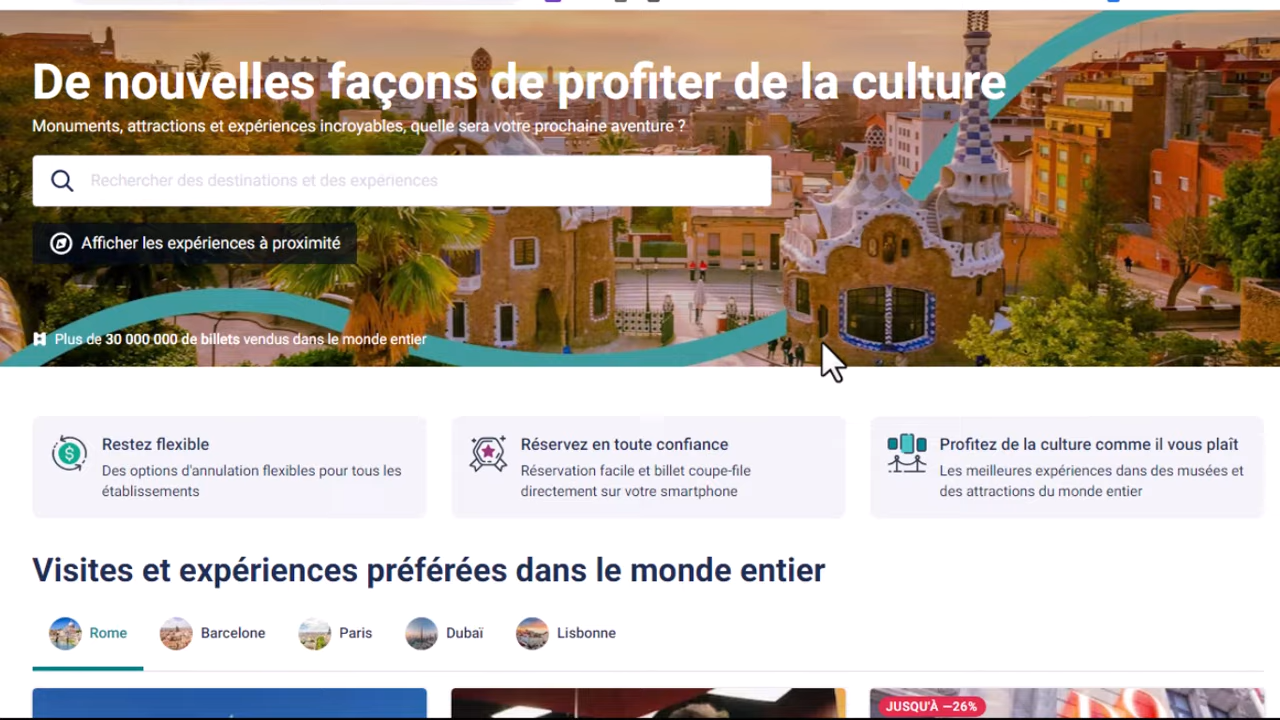 De nouvelles façons de profiter de la culture
Monuments, attractions et expériences incroyables, quelle sera votre prochaine aventure ?
Rechercher des destinations et des expériences
Afficher les expériences à proximité
Plus de 30 000 000 de billets vendus dans le monde entier
Restez flexible
Des options d'annulation flexibles pour tous les
établissements
Réservez en toute confiance
Réservation facile et billet coupe-file
directement sur votre smartphone
Profitez de la culture comme il vous plaît
Les meilleures expériences dans des musées et
des attractions du monde entier
Visites et expériences préférées dans le monde entier
Rome
Barcelone
Paris
Dubaï
Lisbonne
JUSQU'À −26%